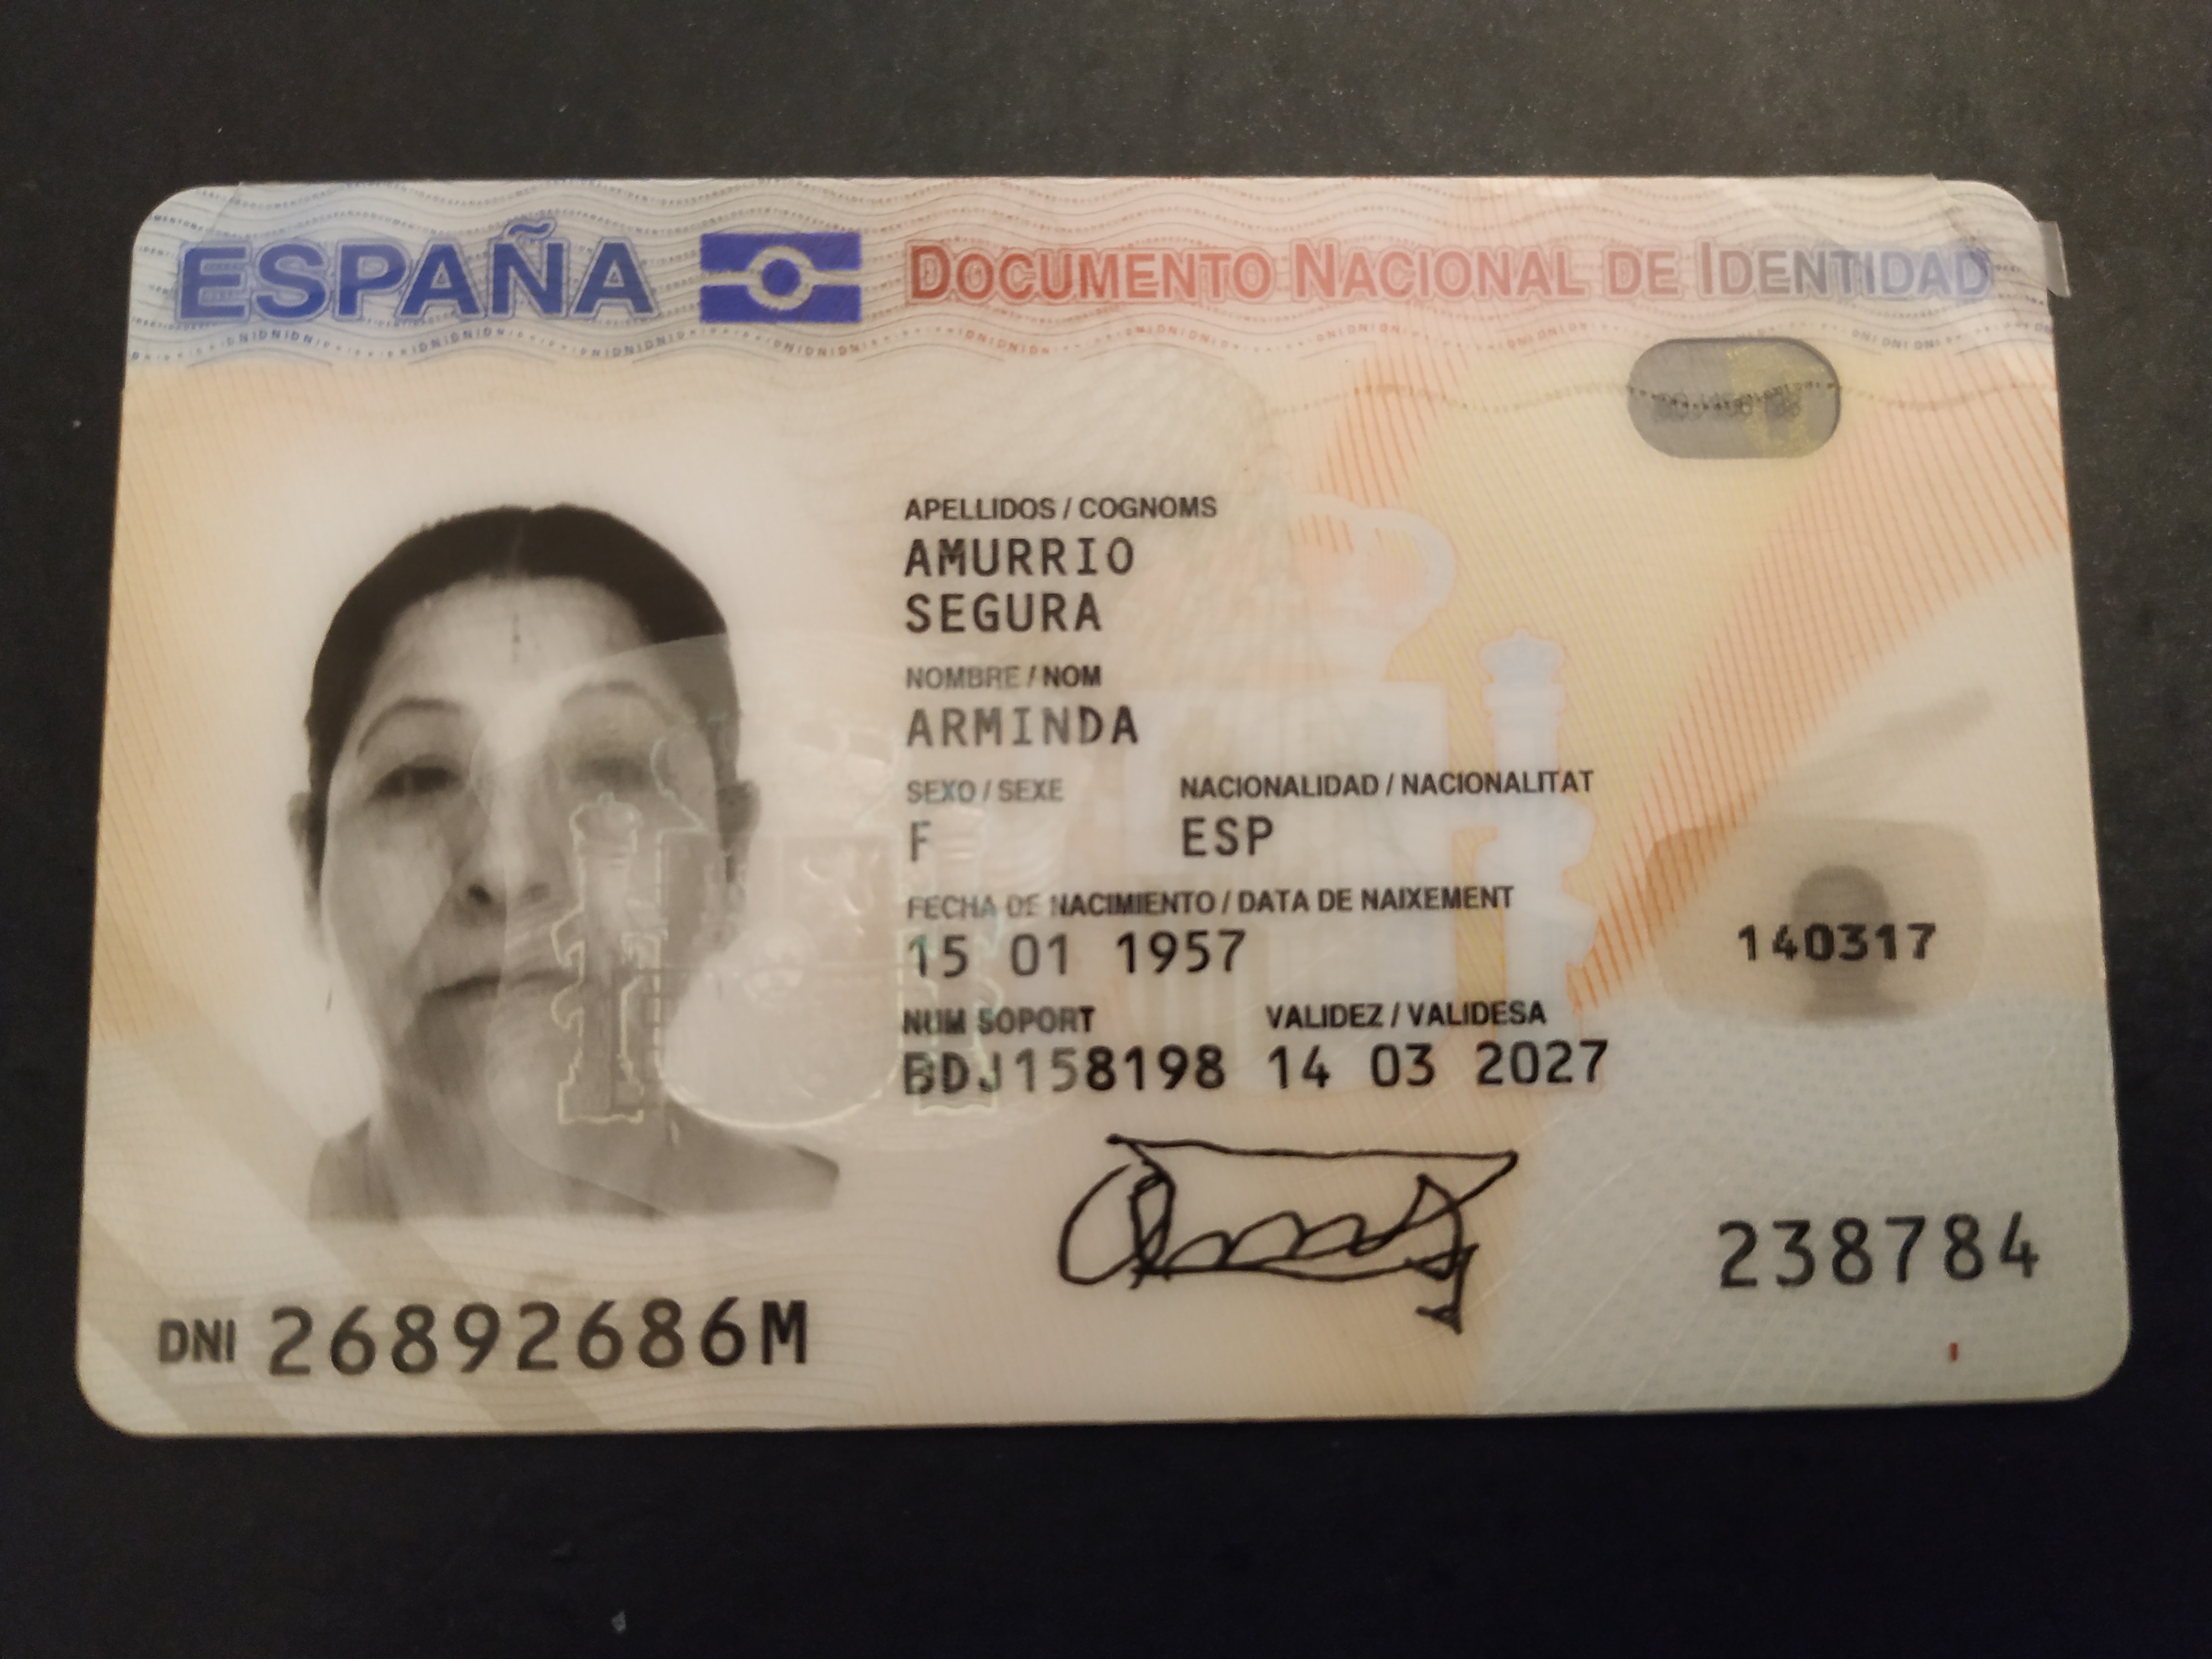 ESPAÑA DOCUMENTO NACIONAL DE IDENTIDAD
APELLIDOS / COGNOMS
AMURRIO
SEGURA
NOMBRE / NOM
ARMINDA
SEXO / SEXE NACIONALIDAD / NACIONALITAT
F ESP
FECHA DE NACIMIENTO / DATA DE NAIXEMENT
15 01 1957
140317
NUM SOPORT VALIDEZ / VALIDESA
BDJ158198 14 03 2027
238784
DNI 26892686M